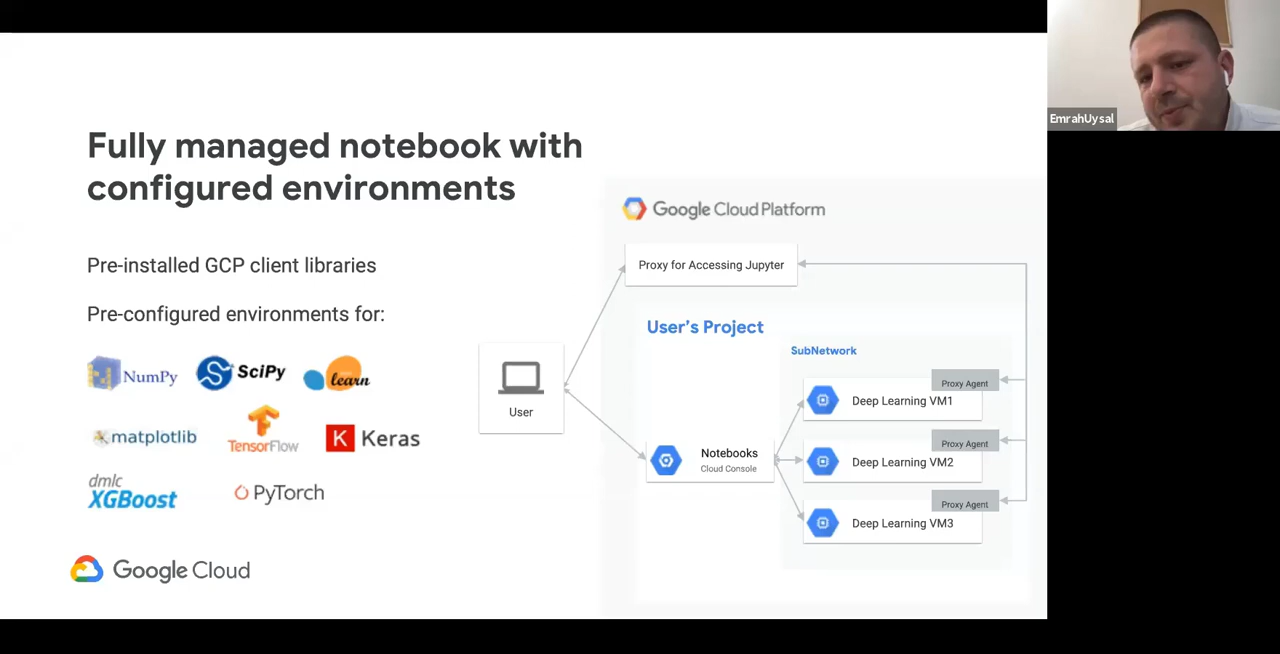 EmrahUysal
Fully managed notebook with
configured environments
Pre-installed GCP client libraries
Pre-configured environments for:
NumPy
SciPy
learn
matplotlib
TensorFlow
K Keras
dmlc
XGBoost
PyTorch
Google Cloud
Google Cloud Platform
Proxy for Accessing Jupyter
User's Project
SubNetwork
User
Notebooks
Cloud Console
Proxy Agent
Deep Learning VM1
Proxy Agent
Deep Learning VM2
Proxy Agent
Deep Learning VM3